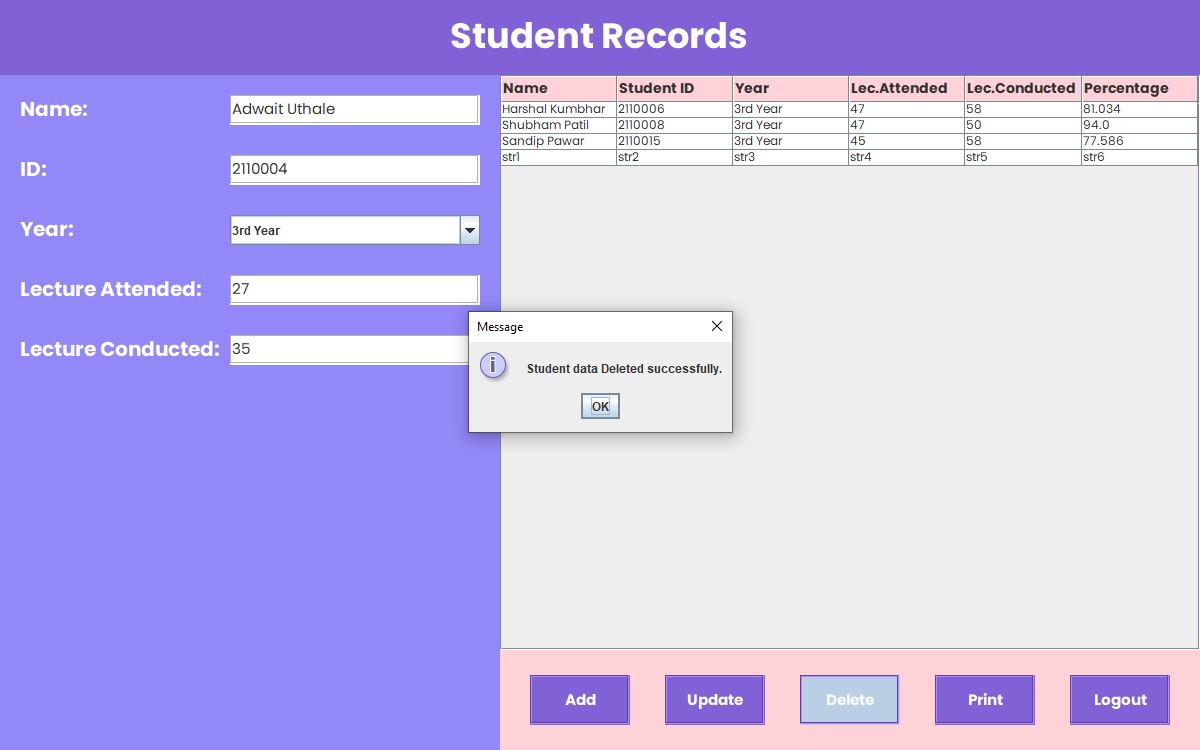 Student Records
Name:
Adwait Uthale
ID:
2110004
Year:
3rd Year
Lecture Attended:
27
Lecture Conducted:
35
Name Student ID Year Lec.Attended Lec.Conducted Percentage
Harshal Kumbhar 2110006 3rd Year 47 58 81.034
Shubham Patil 2110008 3rd Year 47 50 94.0
Sandip Pawar 2110015 3rd Year 45 58 77.586
str1 str2 str3 str4 str5 str6
Message
Student data Deleted successfully.
OK
Add Update Delete Print Logout